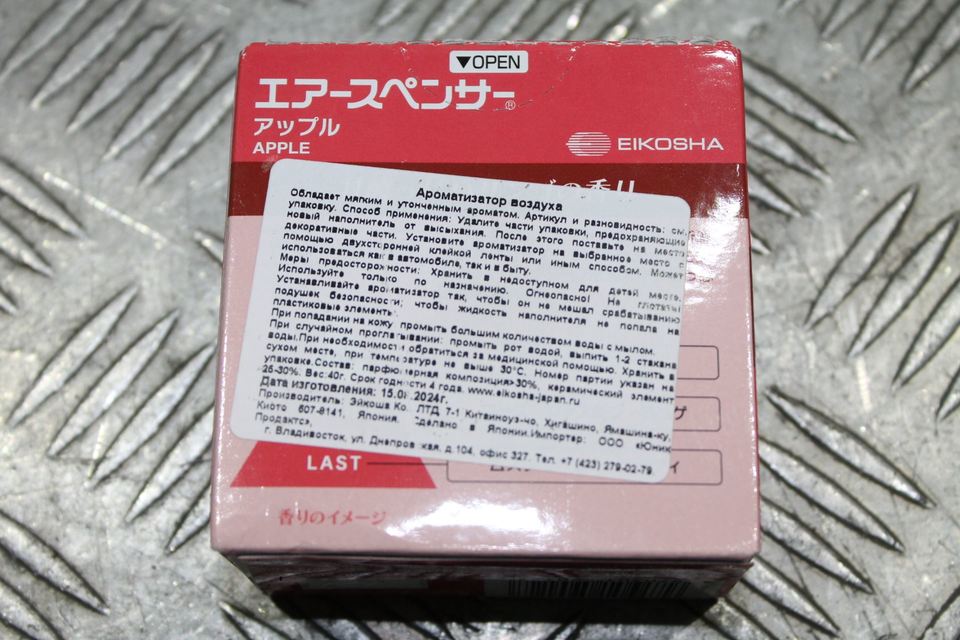 ▼OPEN
エアースペンサー®
アップル
APPLE
EIKOSHA
の香り
Ароматизатор воздуха
Обладает мягким и утонченным ароматом. Артикул и разновидность: см.
упаковку. Способ применения: Удалите части упаковки, предохраняющие
новый наполнитель от высыхания. После этого поставьте на место
декоративные части. Установите ароматизатор на выбранное место с
помощью двухсторонней клейкой ленты или иным способом. Может
использоваться как в автомобиле, так и в быту.
Меры предосторожности: Хранить в недоступном для детей месте.
Используйте только по назначению. Огнеопасно! Не глотать!
Устанавливайте ароматизатор так, чтобы он не мешал срабатыванию
подушек безопасности; чтобы жидкость наполнителя не попала на
пластиковые элементы.
При попадании на кожу промыть большим количеством воды с мылом.
При случайном проглатывании: промыть рот водой, выпить 1-2 стакана
воды.При необходимости обратиться за медицинской помощью. Хранить в
сухом месте, при температуре не выше 30°C. Номер партии указан на
упаковке.Состав: парфюмерная композиция>30%, керамический элемент
25-30%. Вес:40г. Срок годности 4 года. www.eikosha-japan.ru
Дата изготовления: 15.0 .2024г.
Производитель: Эйкоша Ко. ЛТД, 7-1 Китаиноуэ-чо, Хигашино, Ямашина-ку,
Киото 607-8141, Япония. Сделано в Японии.Импортер: ООО «Юник
Продактс»,
г. Владивосток, ул. Днепровская, д.104, офис 327. Тел. +7 (423) 279-02-79
LAST
香りのイメージ